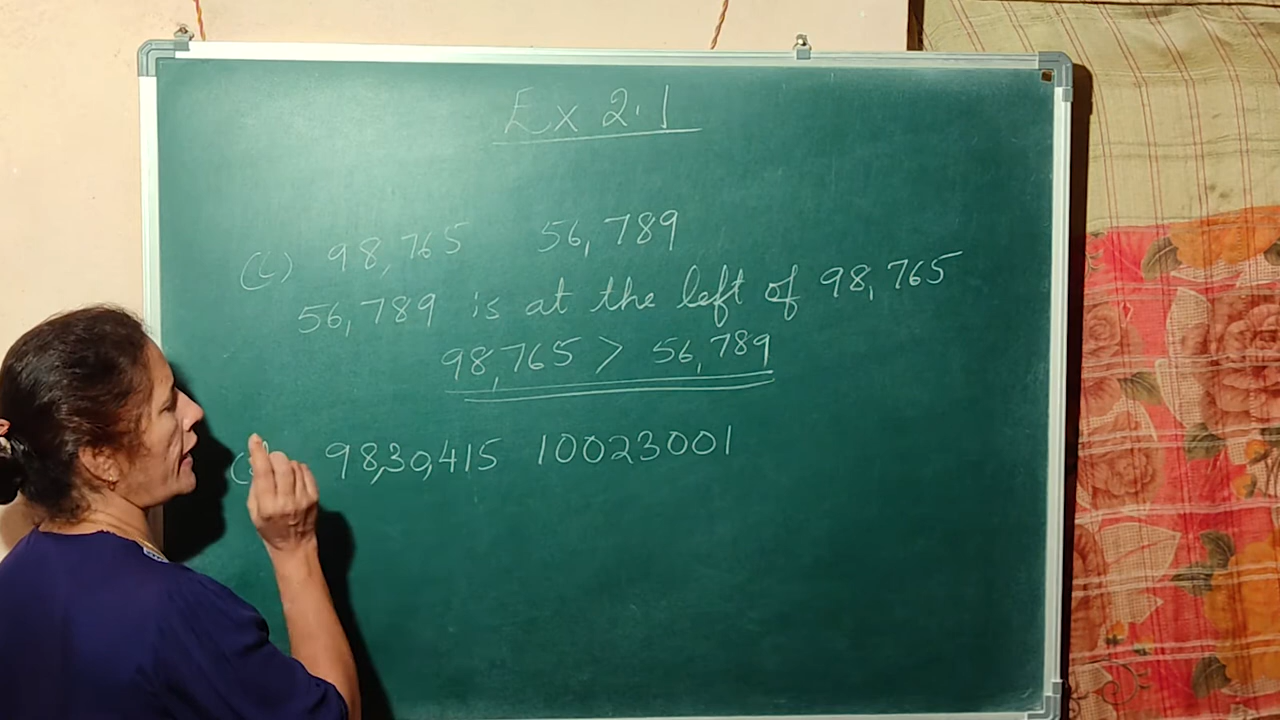 Ex 2.1
(c) 98,765 56,789
56,789 is at the left of 98,765
98,765 > 56,789
98,30,415 10023001